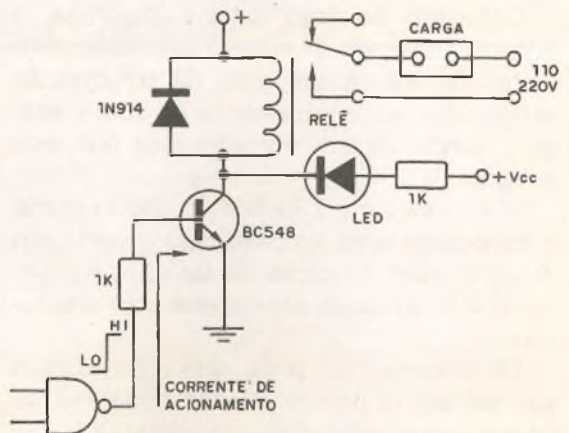 +
1N914
RELÊ
CARGA
110
220V
LED
1K
+Vcc
BC548
1K
HI
LO
CORRENTE DE
ACIONAMENTO